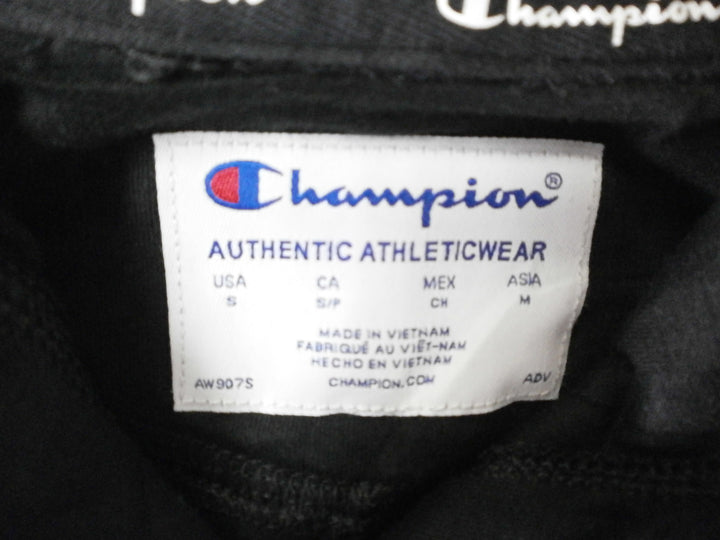 Champion
Champion®
AUTHENTIC ATHLETICWEAR
USA CA MEX ASIA
S S/P CH M
MADE IN VIETNAM
FABRIQUÉ AU VIÊT-NAM
HECHO EN VIETNAM
AW907S CHAMPION.COM ADV